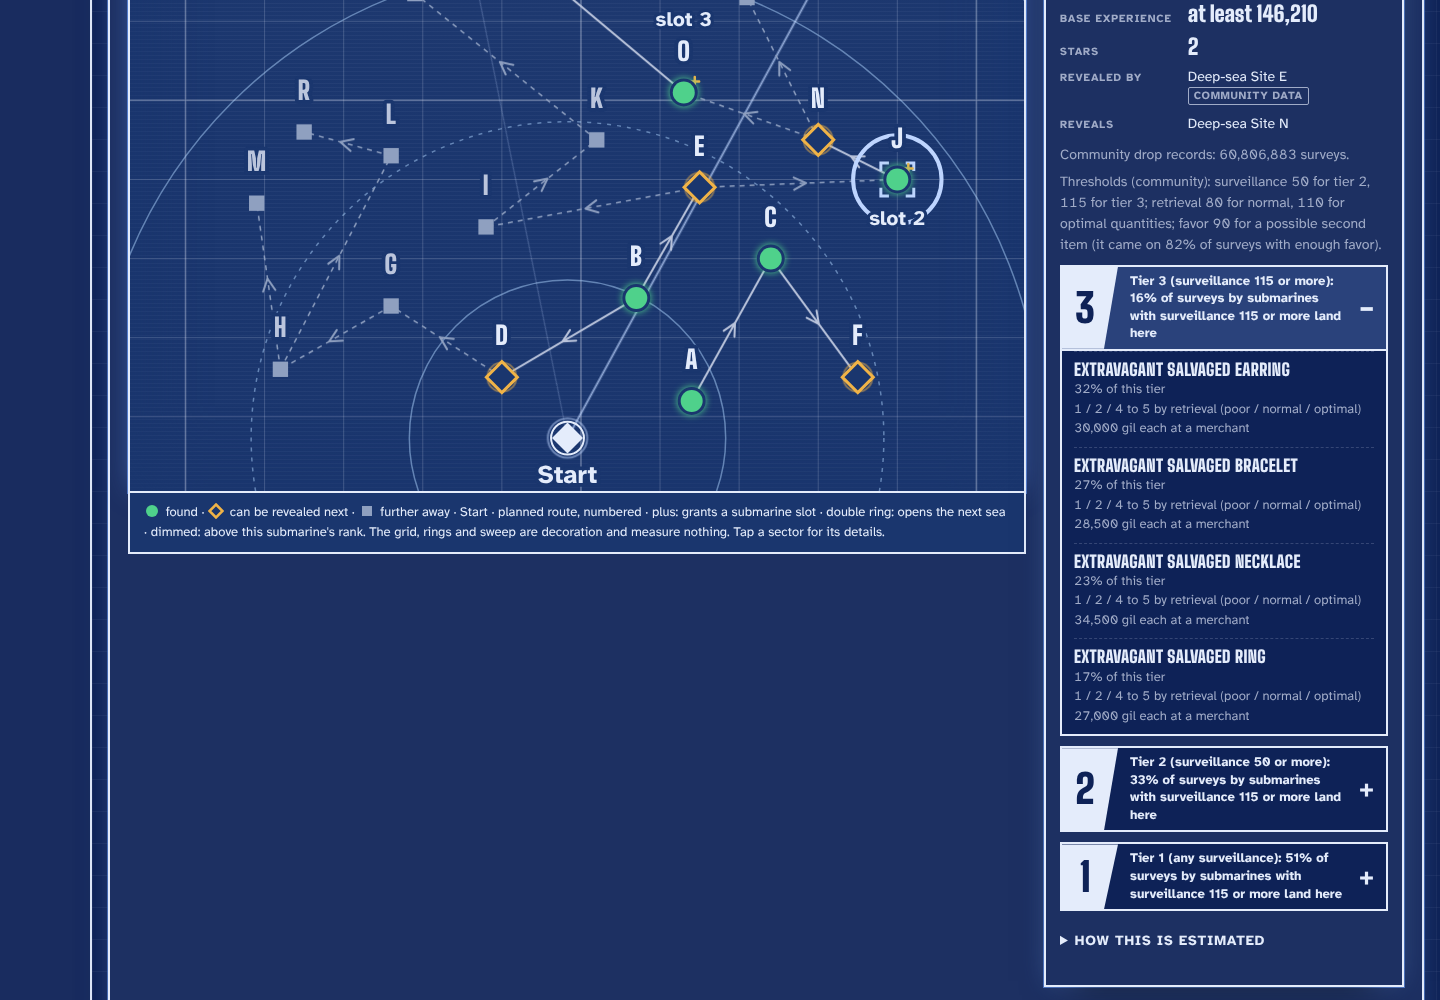 slot 3
O
R
K
N
L
J
E
M
I
slot 2
C
B
G
H
D
F
A
Start
found · can be revealed next · further away · Start · planned route, numbered · plus: grants a submarine slot · double ring: opens the next sea
· dimmed: above this submarine's rank. The grid, rings and sweep are decoration and measure nothing. Tap a sector for its details.
BASE EXPERIENCE at least 146,210
STARS 2
REVEALED BY Deep-sea Site E
COMMUNITY DATA
REVEALS Deep-sea Site N
Community drop records: 60,806,883 surveys.
Thresholds (community): surveillance 50 for tier 2,
115 for tier 3; retrieval 80 for normal, 110 for
optimal quantities; favor 90 for a possible second
item (it came on 82% of surveys with enough favor).
3
Tier 3 (surveillance 115 or more):
16% of surveys by submarines
with surveillance 115 or more land
here
−
EXTRAVAGANT SALVAGED EARRING
32% of this tier
1 / 2 / 4 to 5 by retrieval (poor / normal / optimal)
30,000 gil each at a merchant
EXTRAVAGANT SALVAGED BRACELET
27% of this tier
1 / 2 / 4 to 5 by retrieval (poor / normal / optimal)
28,500 gil each at a merchant
EXTRAVAGANT SALVAGED NECKLACE
23% of this tier
1 / 2 / 4 to 5 by retrieval (poor / normal / optimal)
34,500 gil each at a merchant
EXTRAVAGANT SALVAGED RING
17% of this tier
1 / 2 / 4 to 5 by retrieval (poor / normal / optimal)
27,000 gil each at a merchant
2
Tier 2 (surveillance 50 or more):
33% of surveys by submarines
with surveillance 115 or more land
here
+
1
Tier 1 (any surveillance): 51% of
surveys by submarines with
surveillance 115 or more land here
+
HOW THIS IS ESTIMATED